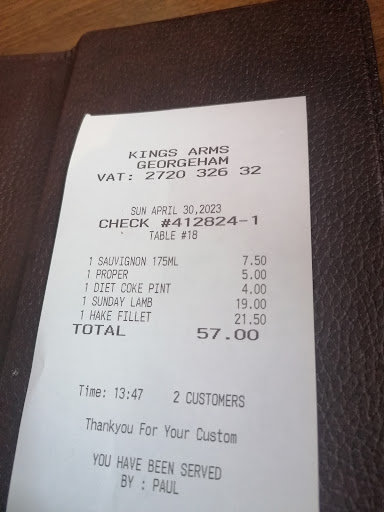 KINGS ARMS
GEORGEHAM
VAT: 2720 326 32
SUN APRIL 30,2023
CHECK #412824-1
TABLE #18
1 SAUVIGNON 175ML 7.50
1 PROPER 5.00
1 DIET COKE PINT 4.00
1 SUNDAY LAMB 19.00
1 HAKE FILLET 21.50
TOTAL 57.00
Time: 13:47 2 CUSTOMERS
Thankyou For Your Custom
YOU HAVE BEEN SERVED
BY : PAUL